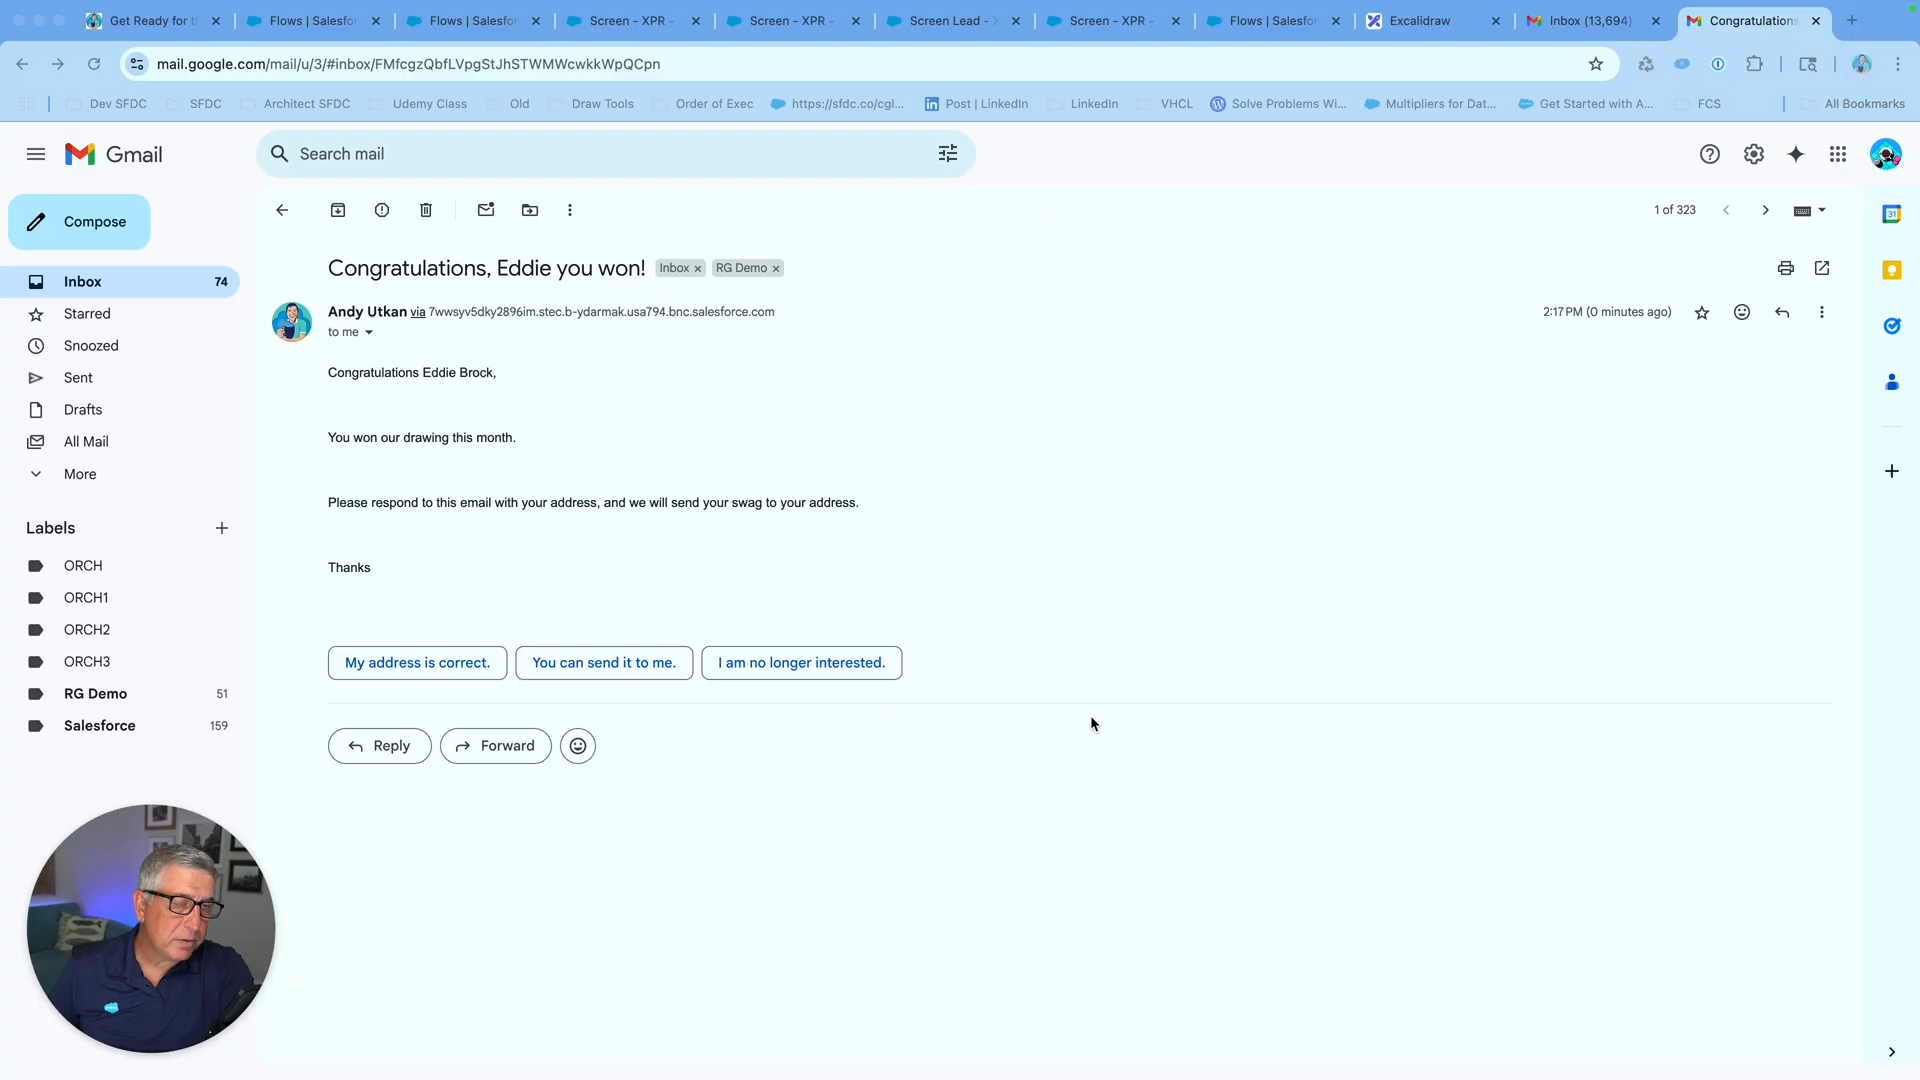 Get Ready for t
Flows | Salesfor
Flows | Salesfor
Screen - XPR -
Screen - XPR -
Screen Lead -
Screen - XPR -
Flows | Salesfor
Excalidraw
Inbox (13,694)
Congratulations
mail.google.com/mail/u/3/#inbox/FMfcgzQbfLVpgStJhSTWMWcwkkWpQCpn
Dev SFDC
SFDC
Architect SFDC
Udemy Class
Old
Draw Tools
Order of Exec
https://sfdc.co/cgl...
Post | LinkedIn
LinkedIn
VHCL
Solve Problems Wi...
Multipliers for Dat...
Get Started with A...
FCS
All Bookmarks
Gmail
Search mail
Compose
1 of 323
31
Congratulations, Eddie you won! Inbox × RG Demo ×
Inbox 74
Andy Utkan via 7wwsyv5dky2896im.stec.b-ydarmak.usa794.bnc.salesforce.com
2:17 PM (0 minutes ago)
to me
Starred
Snoozed
Sent
Drafts
All Mail
More
Congratulations Eddie Brock,
You won our drawing this month.
Please respond to this email with your address, and we will send your swag to your address.
Thanks
My address is correct.
You can send it to me.
I am no longer interested.
Reply
Forward
Labels
ORCH
ORCH1
ORCH2
ORCH3
RG Demo 51
Salesforce 159